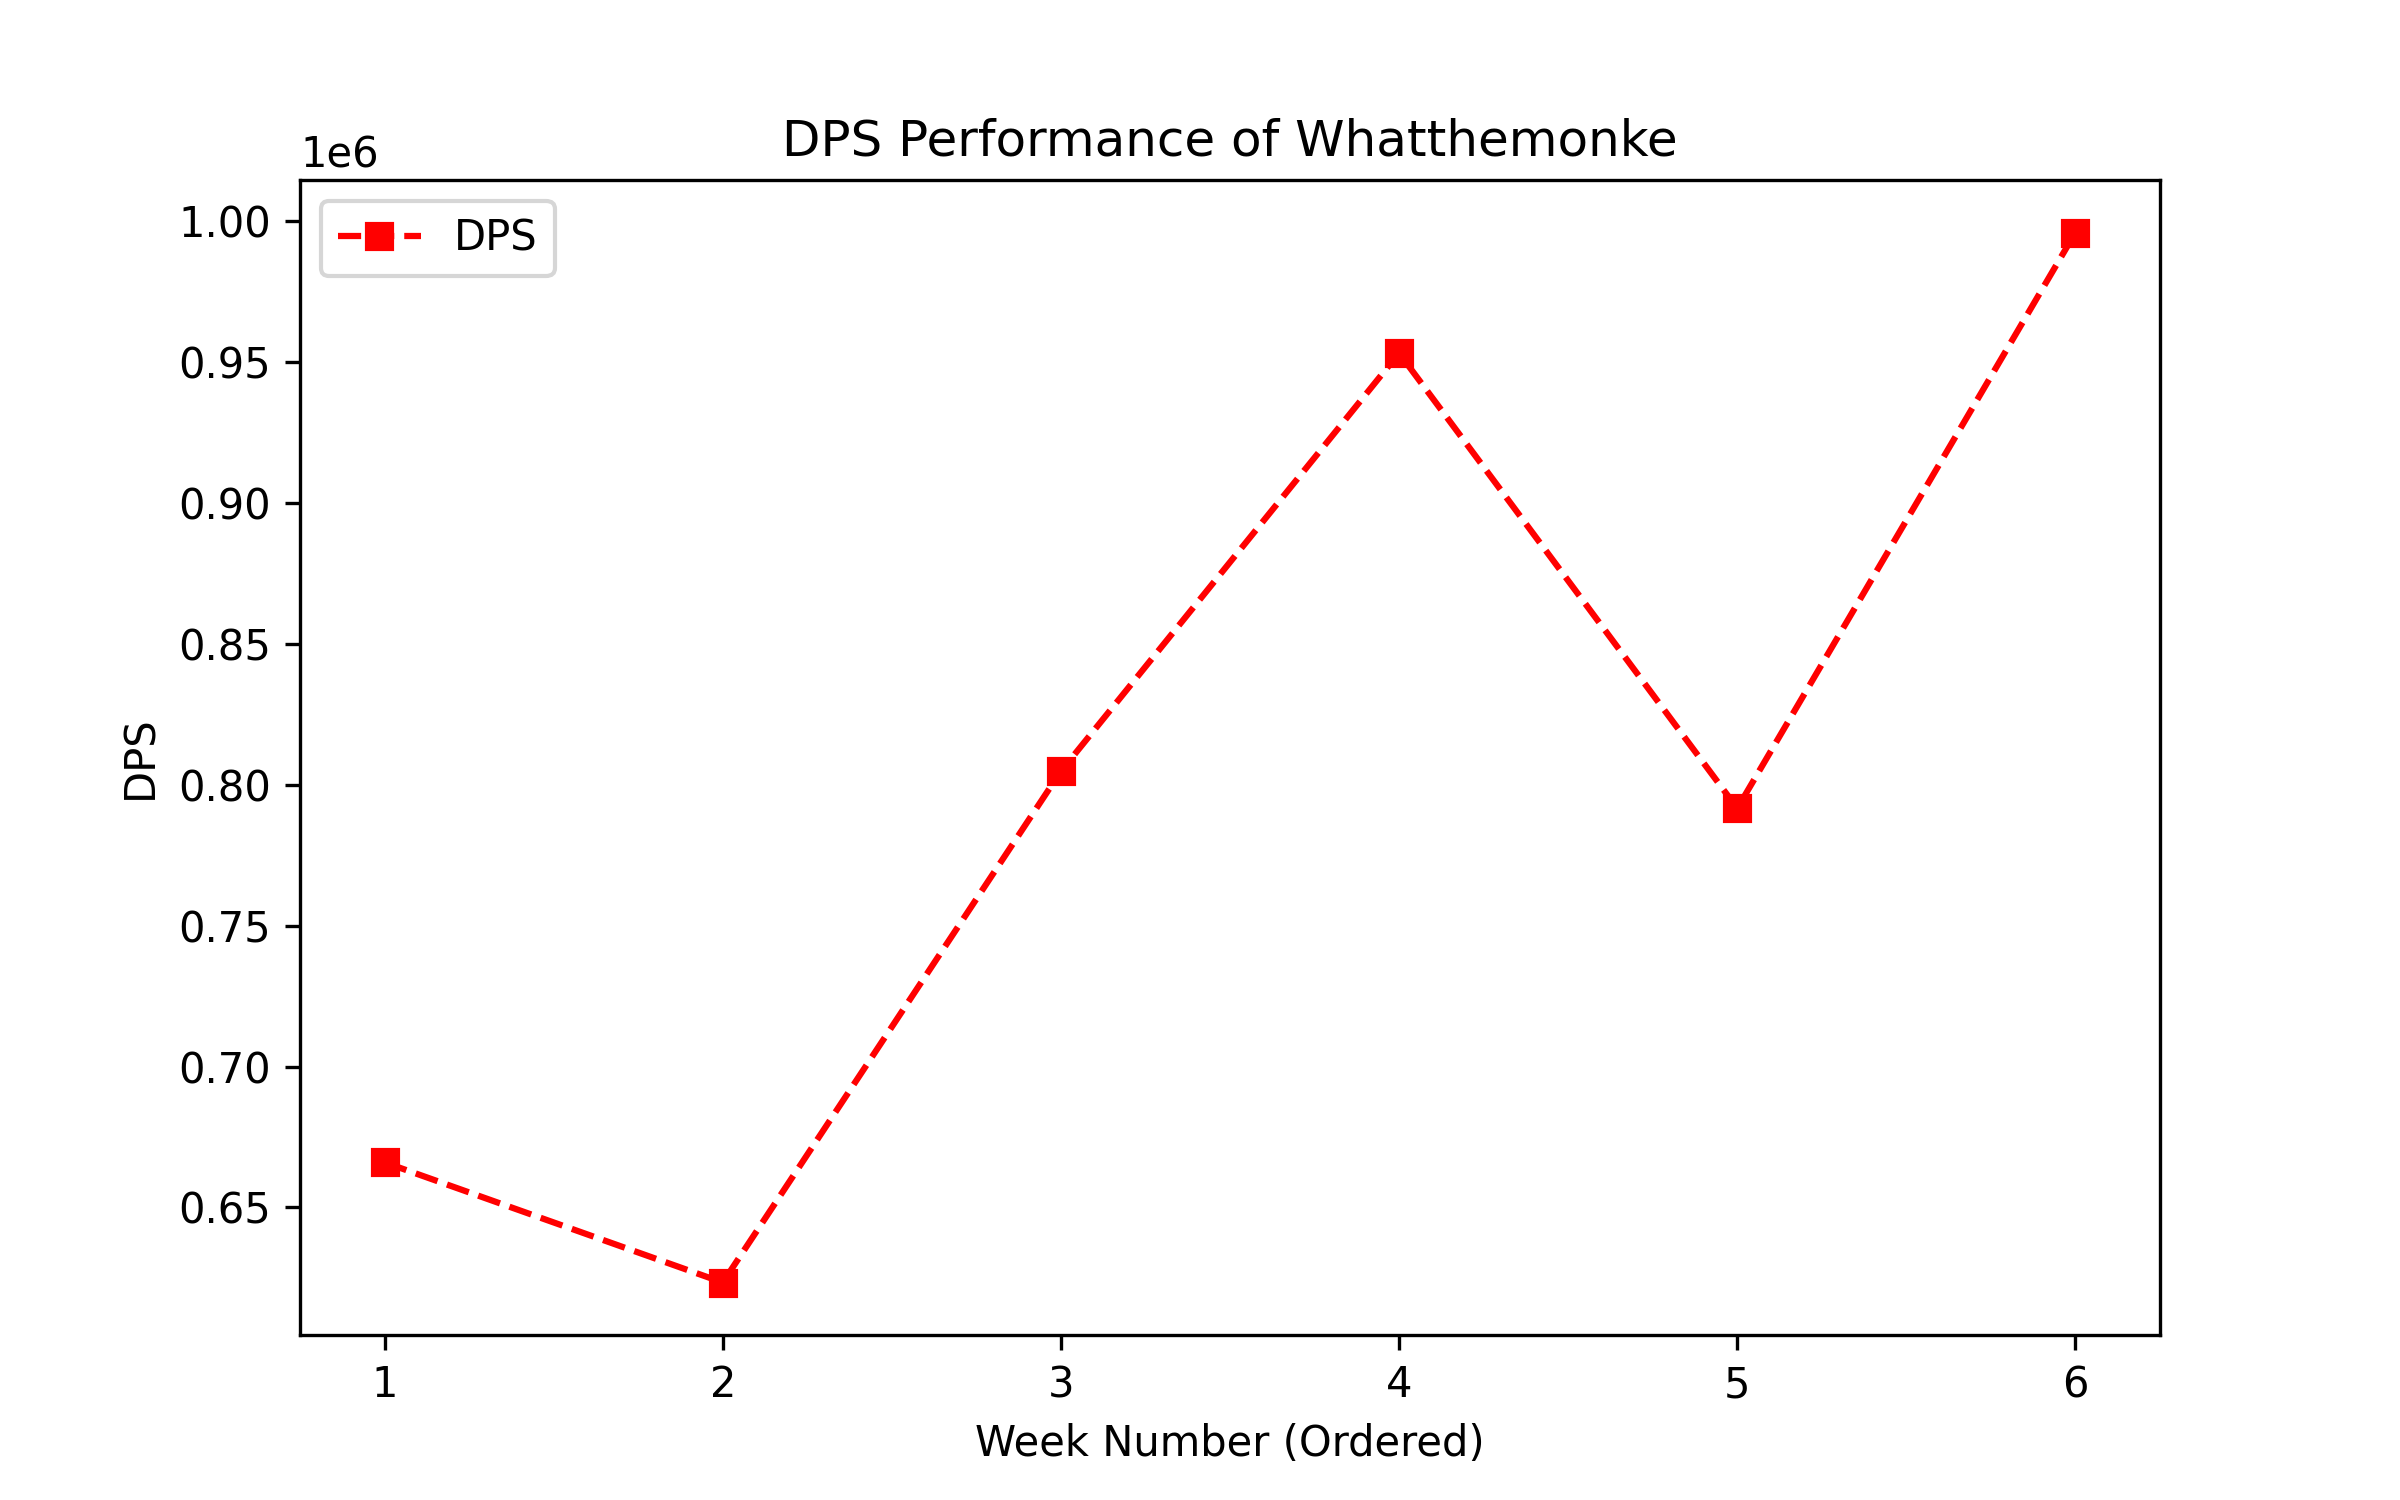 DPS Performance of Whatthemonke
1e6
DPS
1.00
0.95
0.90
0.85
0.80
0.75
0.70
0.65
DPS
1 2 3 4 5 6
Week Number (Ordered)